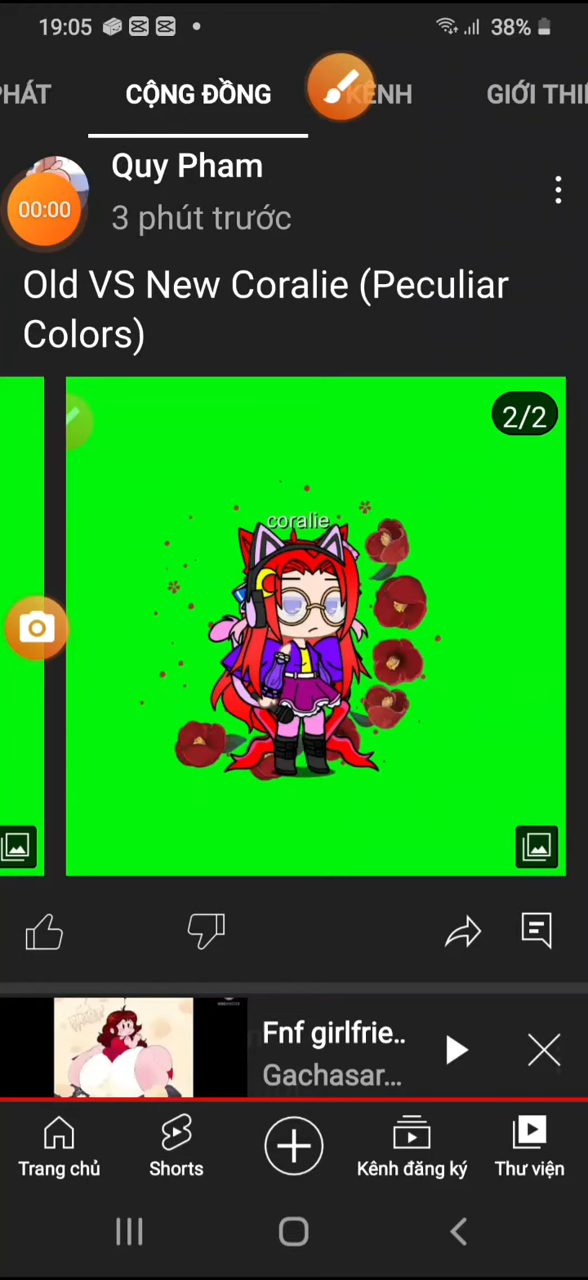 19:05
38%
PHÁT
CỘNG ĐỒNG
KÊNH
GIỚI THI
Quy Pham
00:00
3 phút trước
Old VS New Coralie (Peculiar
Colors)
2/2
coralie
Fnf girlfrie..
Gachasar...
Trang chủ
Shorts
Kênh đăng ký
Thư viện